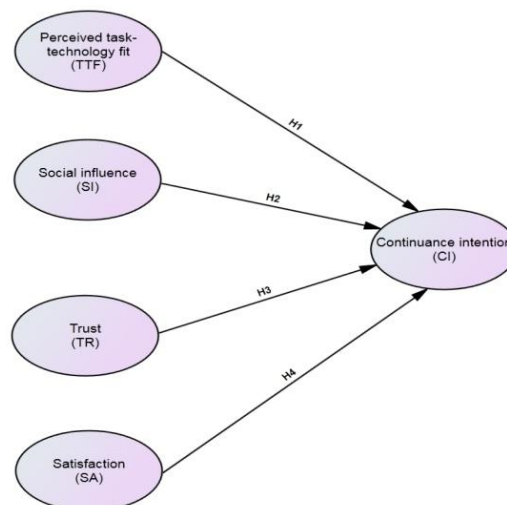 Perceived task-
technology fit
(TTF)
H1
Social influence
(SI)
H2
Continuance intention
(CI)
H3
Trust
(TR)
H4
Satisfaction
(SA)